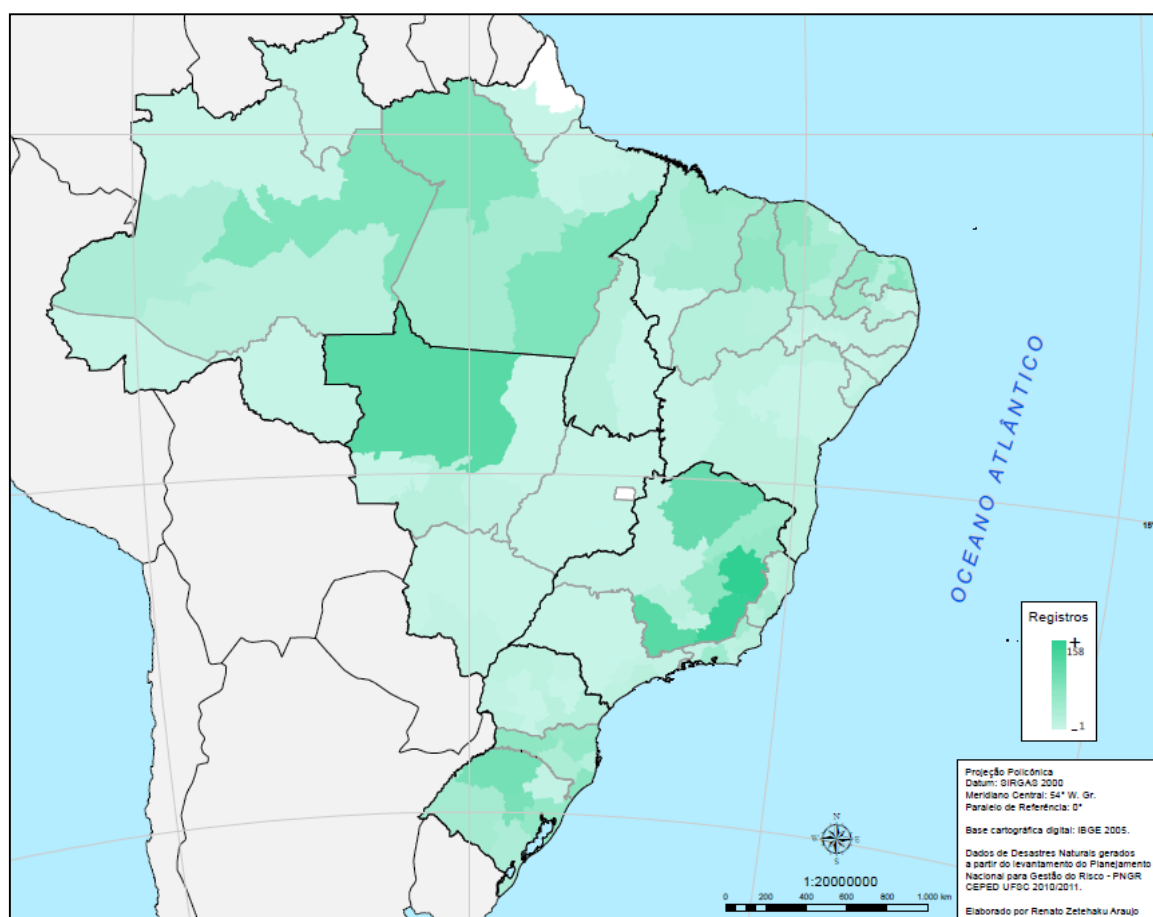 OCEANO ATLÂNTICO
15°
Registros
+
158
1
Projeção Policônica
Datum: SIRGAS 2000
Meridiano Central: 54° W. Gr.
Paralelo de Referência: 0°
Base cartográfica digital: IBGE 2005.
Dados de Desastres Naturais gerados
a partir do levantamento do Planejamento
Nacional para Gestão do Risco - PNGR
CEPED UFSC 2010/2011.
Elaborado por Renato Zetehaku Araujo
N
W
E
S
1:20000000
0 200 400 600 800 1.000 km